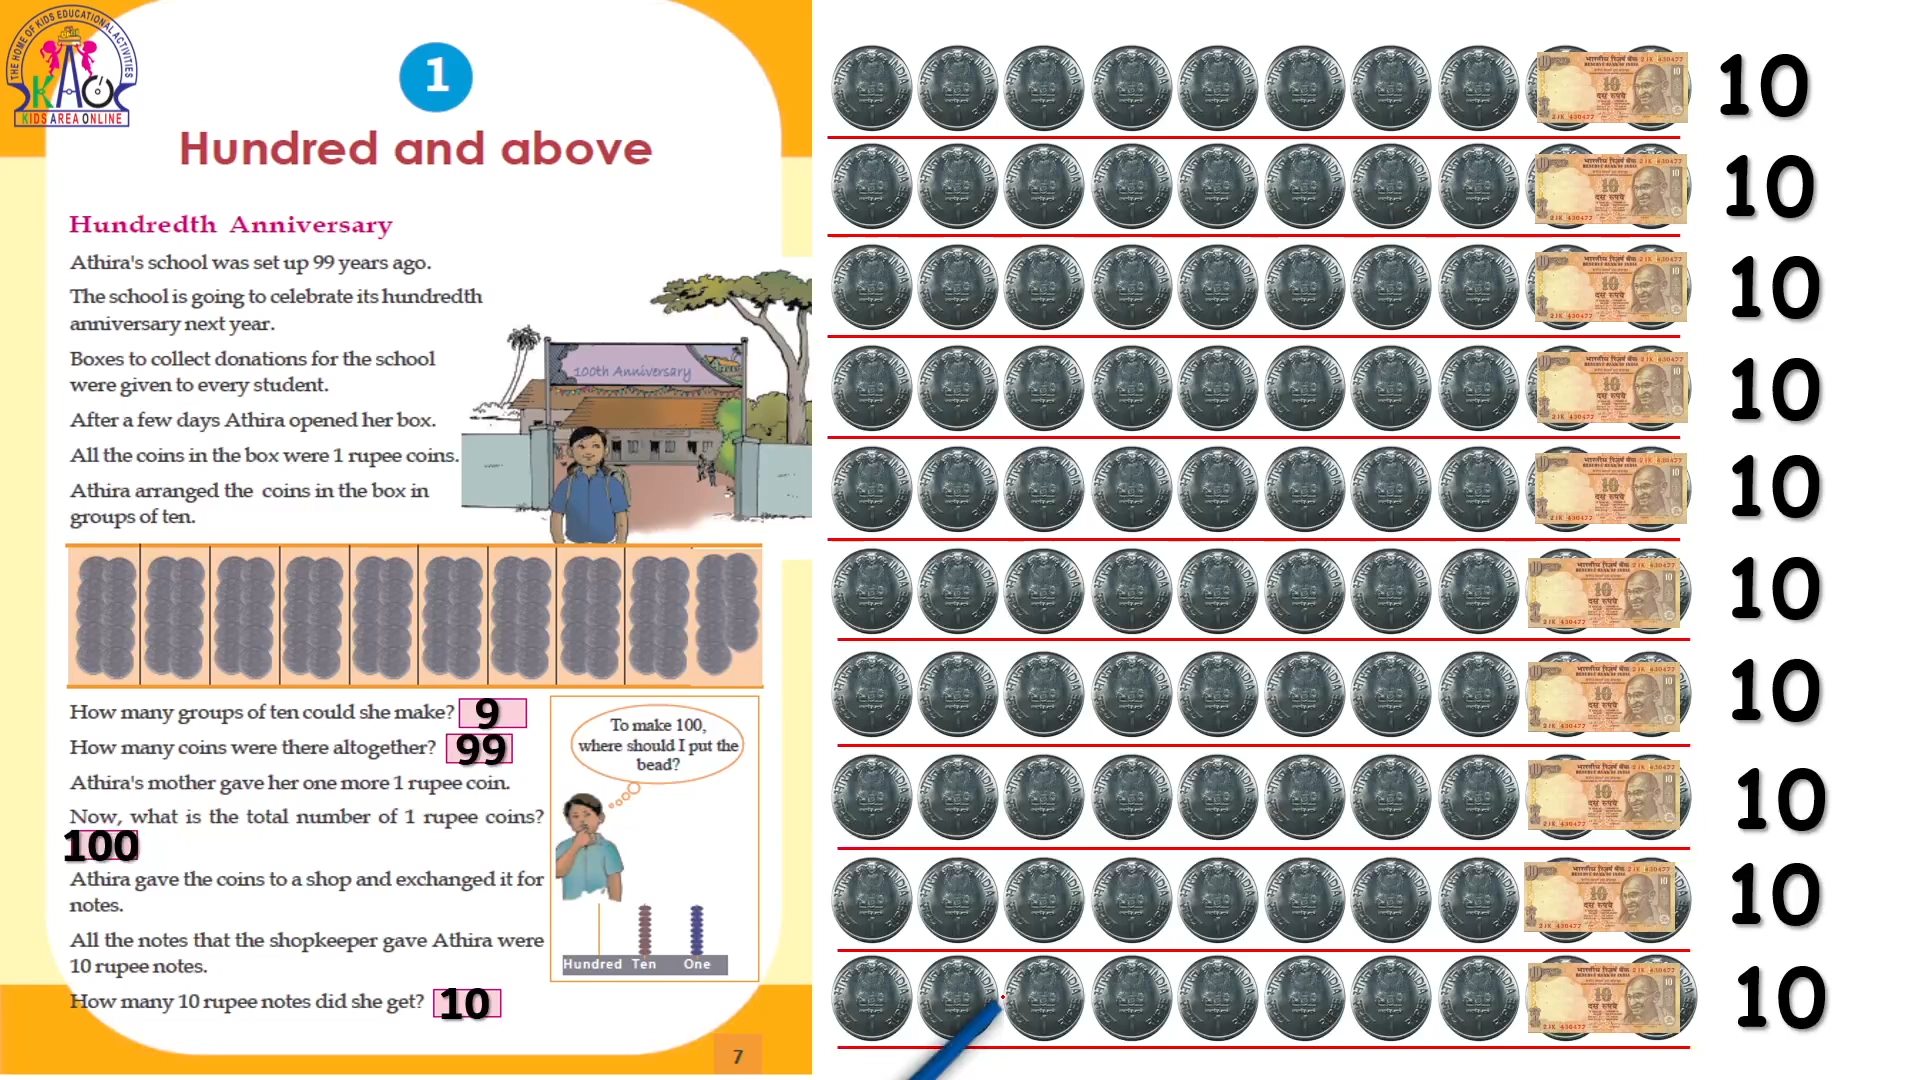 THE HOME OF KIDS EDUCATIONAL ACTIVITIES
KAO
KIDS AREA ONLINE
1
Hundred and above
Hundredth Anniversary
Athira's school was set up 99 years ago.
The school is going to celebrate its hundredth
anniversary next year.
Boxes to collect donations for the school
were given to every student.
After a few days Athira opened her box.
All the coins in the box were 1 rupee coins.
Athira arranged the coins in the box in
groups of ten.
100th Anniversary
How many groups of ten could she make? 9
How many coins were there altogether? 99
Athira's mother gave her one more 1 rupee coin.
Now, what is the total number of 1 rupee coins?
100
Athira gave the coins to a shop and exchanged it for
notes.
All the notes that the shopkeeper gave Athira were
10 rupee notes.
How many 10 rupee notes did she get? 10
To make 100,
where should I put the
bead?
Hundred Ten One
7
10
10
10
10
10
10
10
10
10
10